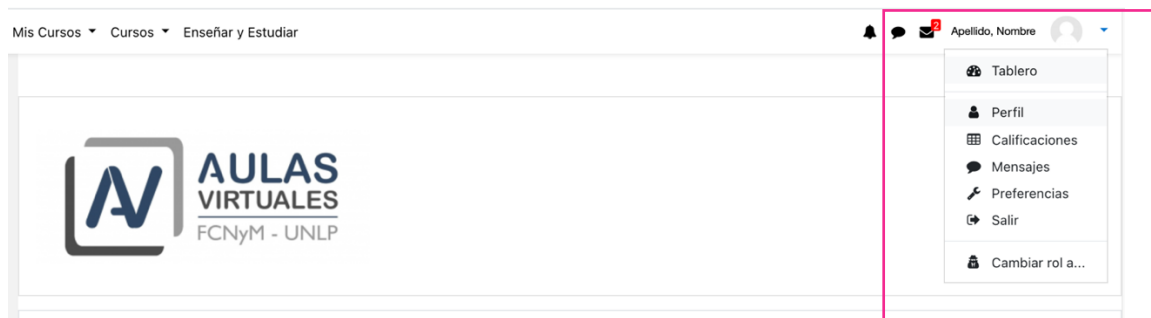 Mis Cursos Cursos Enseñar y Estudiar 2 Apellido, Nombre
Tablero
Perfil
Calificaciones
Mensajes
Preferencias
Salir
Cambiar rol a...
AV AULAS
VIRTUALES
FCNyM - UNLP